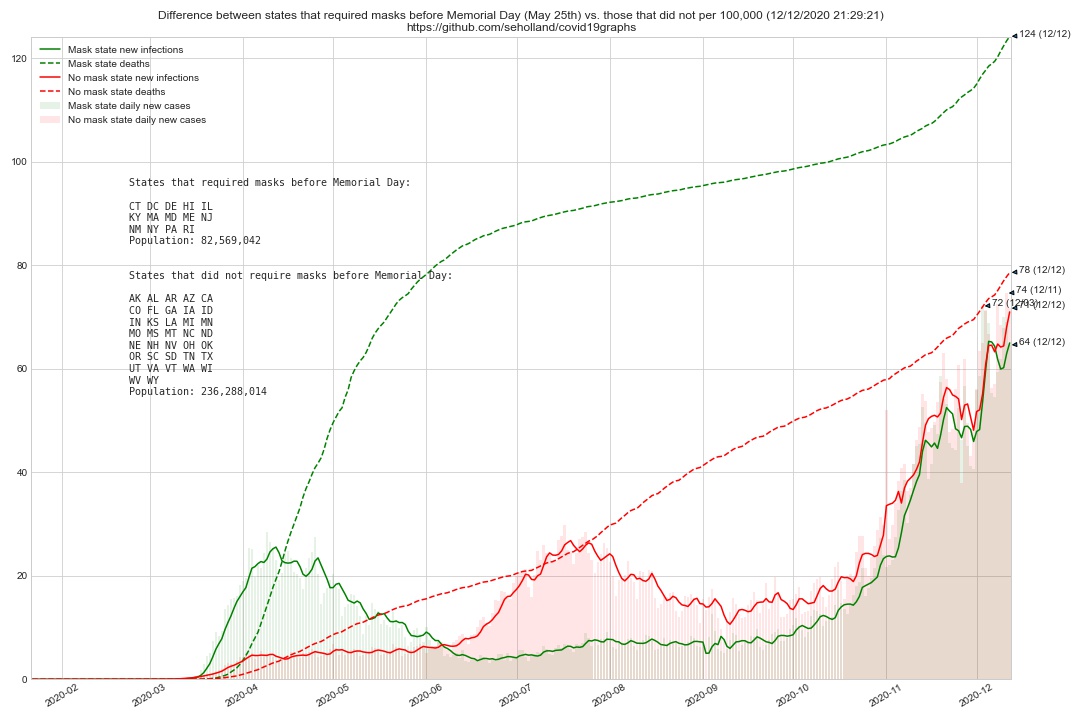 Difference between states that required masks before Memorial Day (May 25th) vs. those that did not per 100,000 (12/12/2020 21:29:21)
https://github.com/seholland/covid19graphs
Mask state new infections
Mask state deaths
No mask state new infections
No mask state deaths
Mask state daily new cases
No mask state daily new cases
States that required masks before Memorial Day:
CT DC DE HI IL
KY MA MD ME NJ
NM NY PA RI
Population: 82,569,042
States that did not require masks before Memorial Day:
AK AL AR AZ CA
CO FL GA IA ID
IN KS LA MI MN
MO MS MT NC ND
NE NH NV OH OK
OR SC SD TN TX
UT VA VT WA WI
WV WY
Population: 236,288,014
124 (12/12)
78 (12/12)
74 (12/11)
72
(12/12)
64 (12/12)
120
100
80
60
40
20
0
2020-02
2020-03
2020-04
2020-05
2020-06
2020-07
2020-08
2020-09
2020-10
2020-11
2020-12